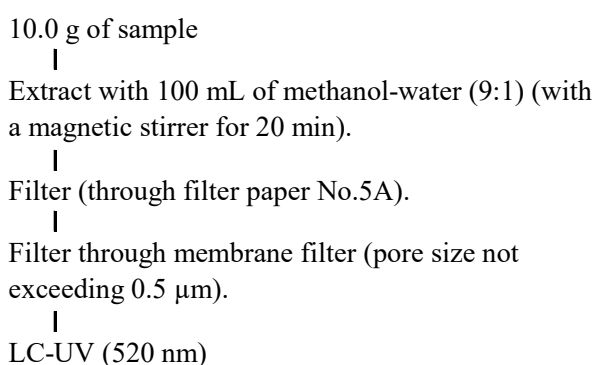 10.0 g of sample
Extract with 100 mL of methanol-water (9:1) (with
a magnetic stirrer for 20 min).
Filter (through filter paper No.5A).
Filter through membrane filter (pore size not
exceeding 0.5 μm).
LC-UV (520 nm)